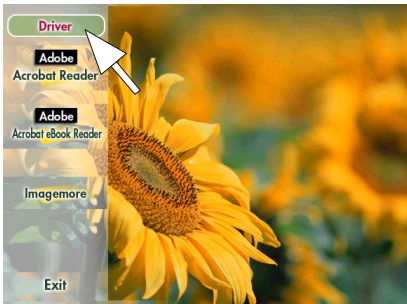 Driver
Adobe
Acrobat Reader
Adobe
Acrobat eBook Reader
Imagemore
Exit